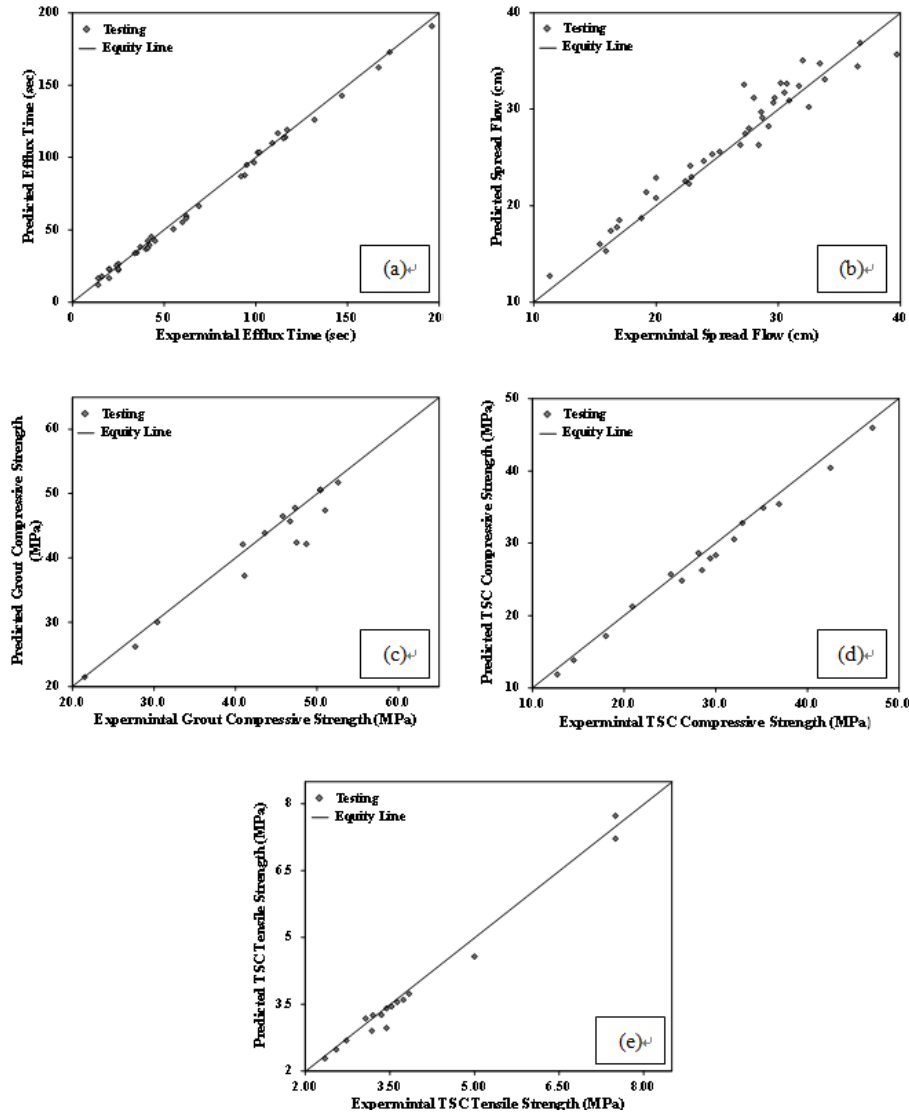 200
Testing
Equity Line
150
100
50
0
Predicted Efflux Time (sec)
(a)↵
0
50
100
150
20
Expermintal Efflux Time (sec)
40
Testing
Equity Line
30
20
10
Predicted Spread Flow (cm)
(b)↵
10
20
30
40
Expermintal Spread Flow (cm)
Testing
Equity Line
60
50
40
30
20
Predicted Grout Compressive Strength
(MPa)
(c)↵
20.0
30.0
40.0
50.0
60.0
Expermintal Grout Compressive Strength (MPa)
50
Testing
Equity Line
40
30
20
10
Predicted TSC Compressive Strength (MPa)
(d)↵
10.0
20.0
30.0
40.0
50.0
Expermintal TSC Compressive Strength (MPa)
8
Testing
Equity Line
6.5
5
3.5
2
Predicted TSC Tensile Strength (MPa)
(e)↵
2.00
3.50
5.00
6.50
8.00
Expermintal TSC Tensile Strength (MPa)